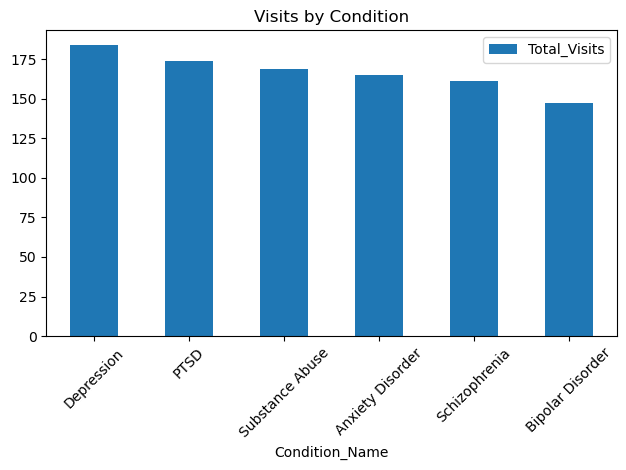 Visits by Condition
Total_Visits
175
150
125
100
75
50
25
0
Depression
PTSD
Substance Abuse
Anxiety Disorder
Schizophrenia
Bipolar Disorder
Condition_Name